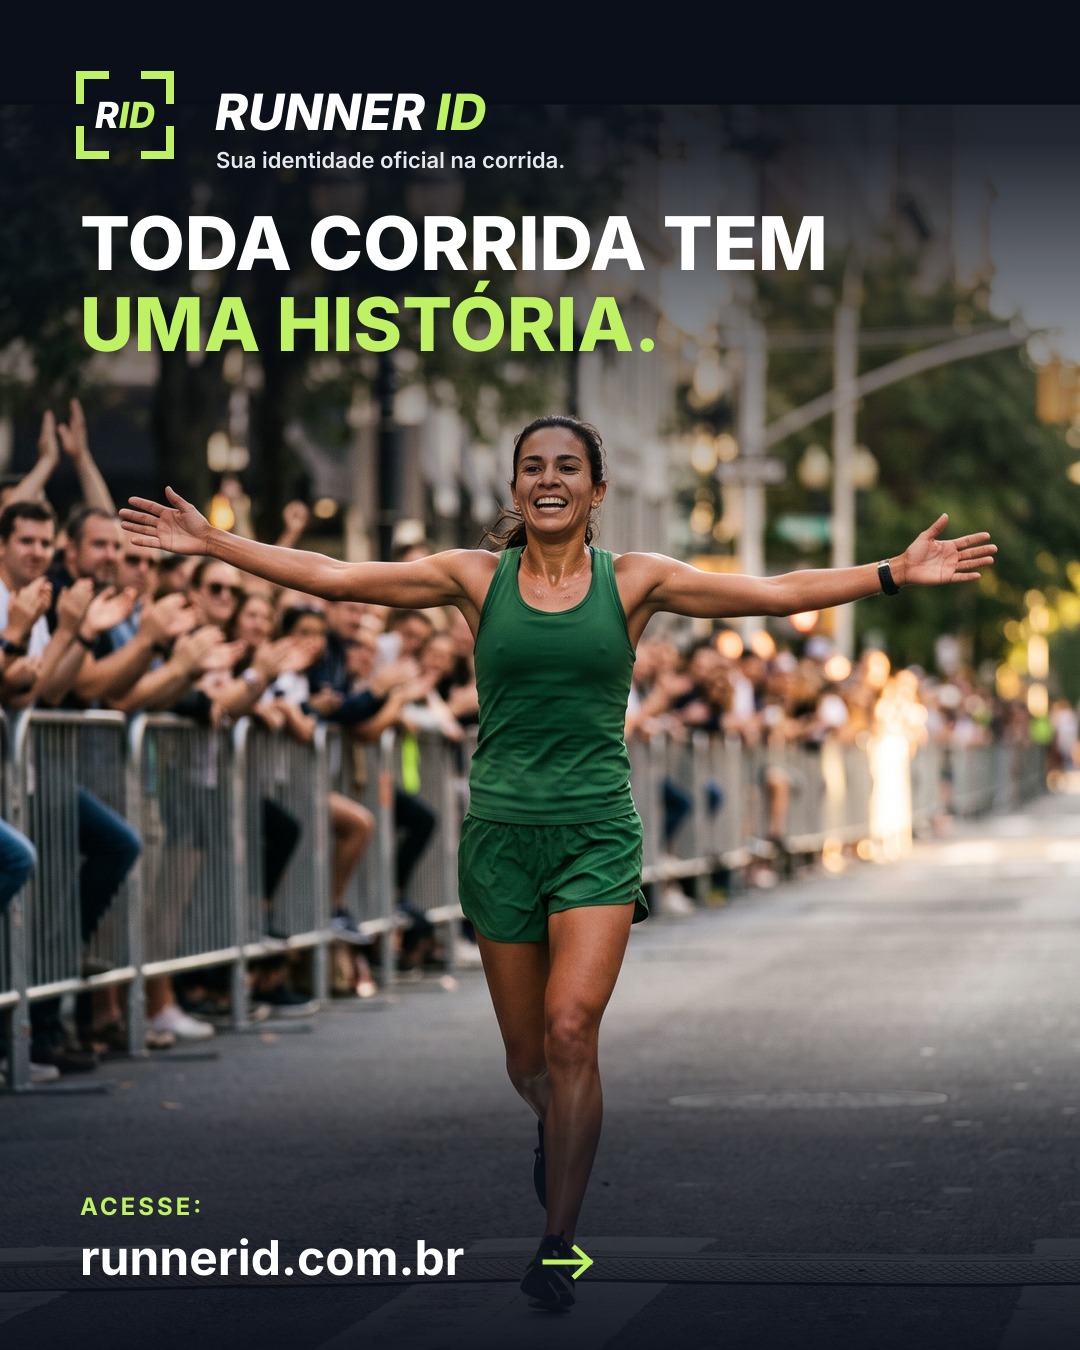 RID
RUNNER ID
Sua identidade oficial na corrida.
TODA CORRIDA TEM
UMA HISTÓRIA.
ACESSE:
runnerid.com.br →